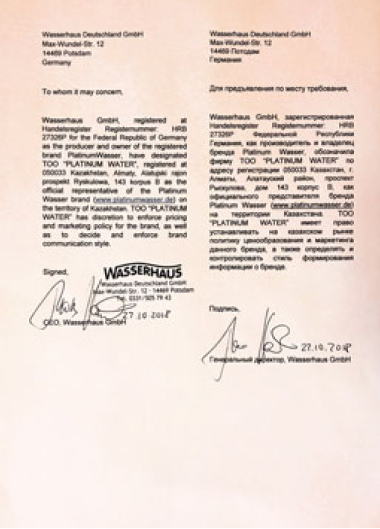 Wasserhaus Deutschland GmbH
Max-Wundel-Str. 12
14469 Potsdam
Germany
To whom it may concern,
Wasserhaus GmbH, registered at
Handelsregister Registernummer: HRB
27326P for the Federal Republic of Germany
as the producer and owner of the registered
brand PlatinumWasser, have designated
TOO "PLATINUM WATER", registered at
050033 Kazakhstan, Almaty, Alatupski rajon
prospekt Ryskulowa, 143 korpus B as the
official representative of the Platinum
Wasser brand (www.platinumwasser.de) on
the territory of Kazakhstan. TOO "PLATINUM
WATER" has discretion to enforce pricing
and marketing policy for the brand, as well
as to decide and enforce brand
communication style.
Signed,
WASSERHAUS
Wasserhaus Deutschland GmbH
Max-Wundel-Str. 12 · 14469 Potsdam
Tel. 0331/505 79 43
27.10.2018
CEO, Wasserhaus GmbH
Wasserhaus Deutschland GmbH
Max-Wundel-Str. 12
14469 Потсдам
Германия
Для предъявления по месту требования,
Wasserhaus GmbH, зарегистрированная
Handelsregister Registernummer: HRB
27326P Федеральной Республики
Германия, как производитель и владелец
бренда Platinum Wasser, обозначила
фирму ТОО "PLATINUM WATER" по
адресу регистрации 050033 Казахстан, г.
Алматы, Алатауский район, проспект
Рыскулова, дом 143 корпус В, как
официального представителя бренда
Platinum Wasser (www.platinumwasser.de)
на территории Казахстана. ТОО
"PLATINUM WATER" имеет право
устанавливать на казахском рынке
политику ценообразования и маркетинга
данного бренда, а также определять и
контролировать стиль формирования
информации о бренде.
Подпись,
27.10.2018
Генеральный директор, Wasserhaus GmbH